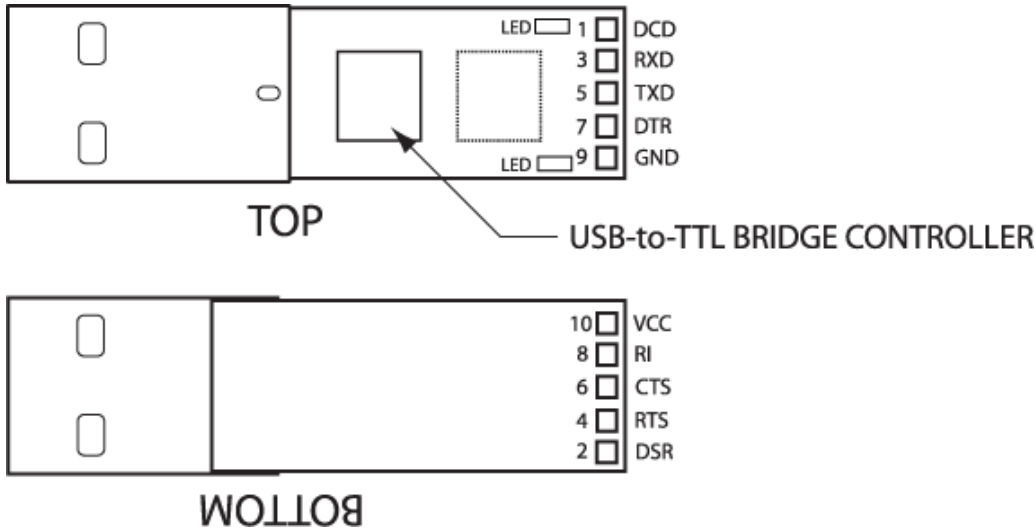 LED 1 DCD
3 RXD
5 TXD
7 DTR
LED 9 GND
TOP
USB-to-TTL BRIDGE CONTROLLER
10 VCC
8 RI
6 CTS
4 RTS
2 DSR
BOTTOM